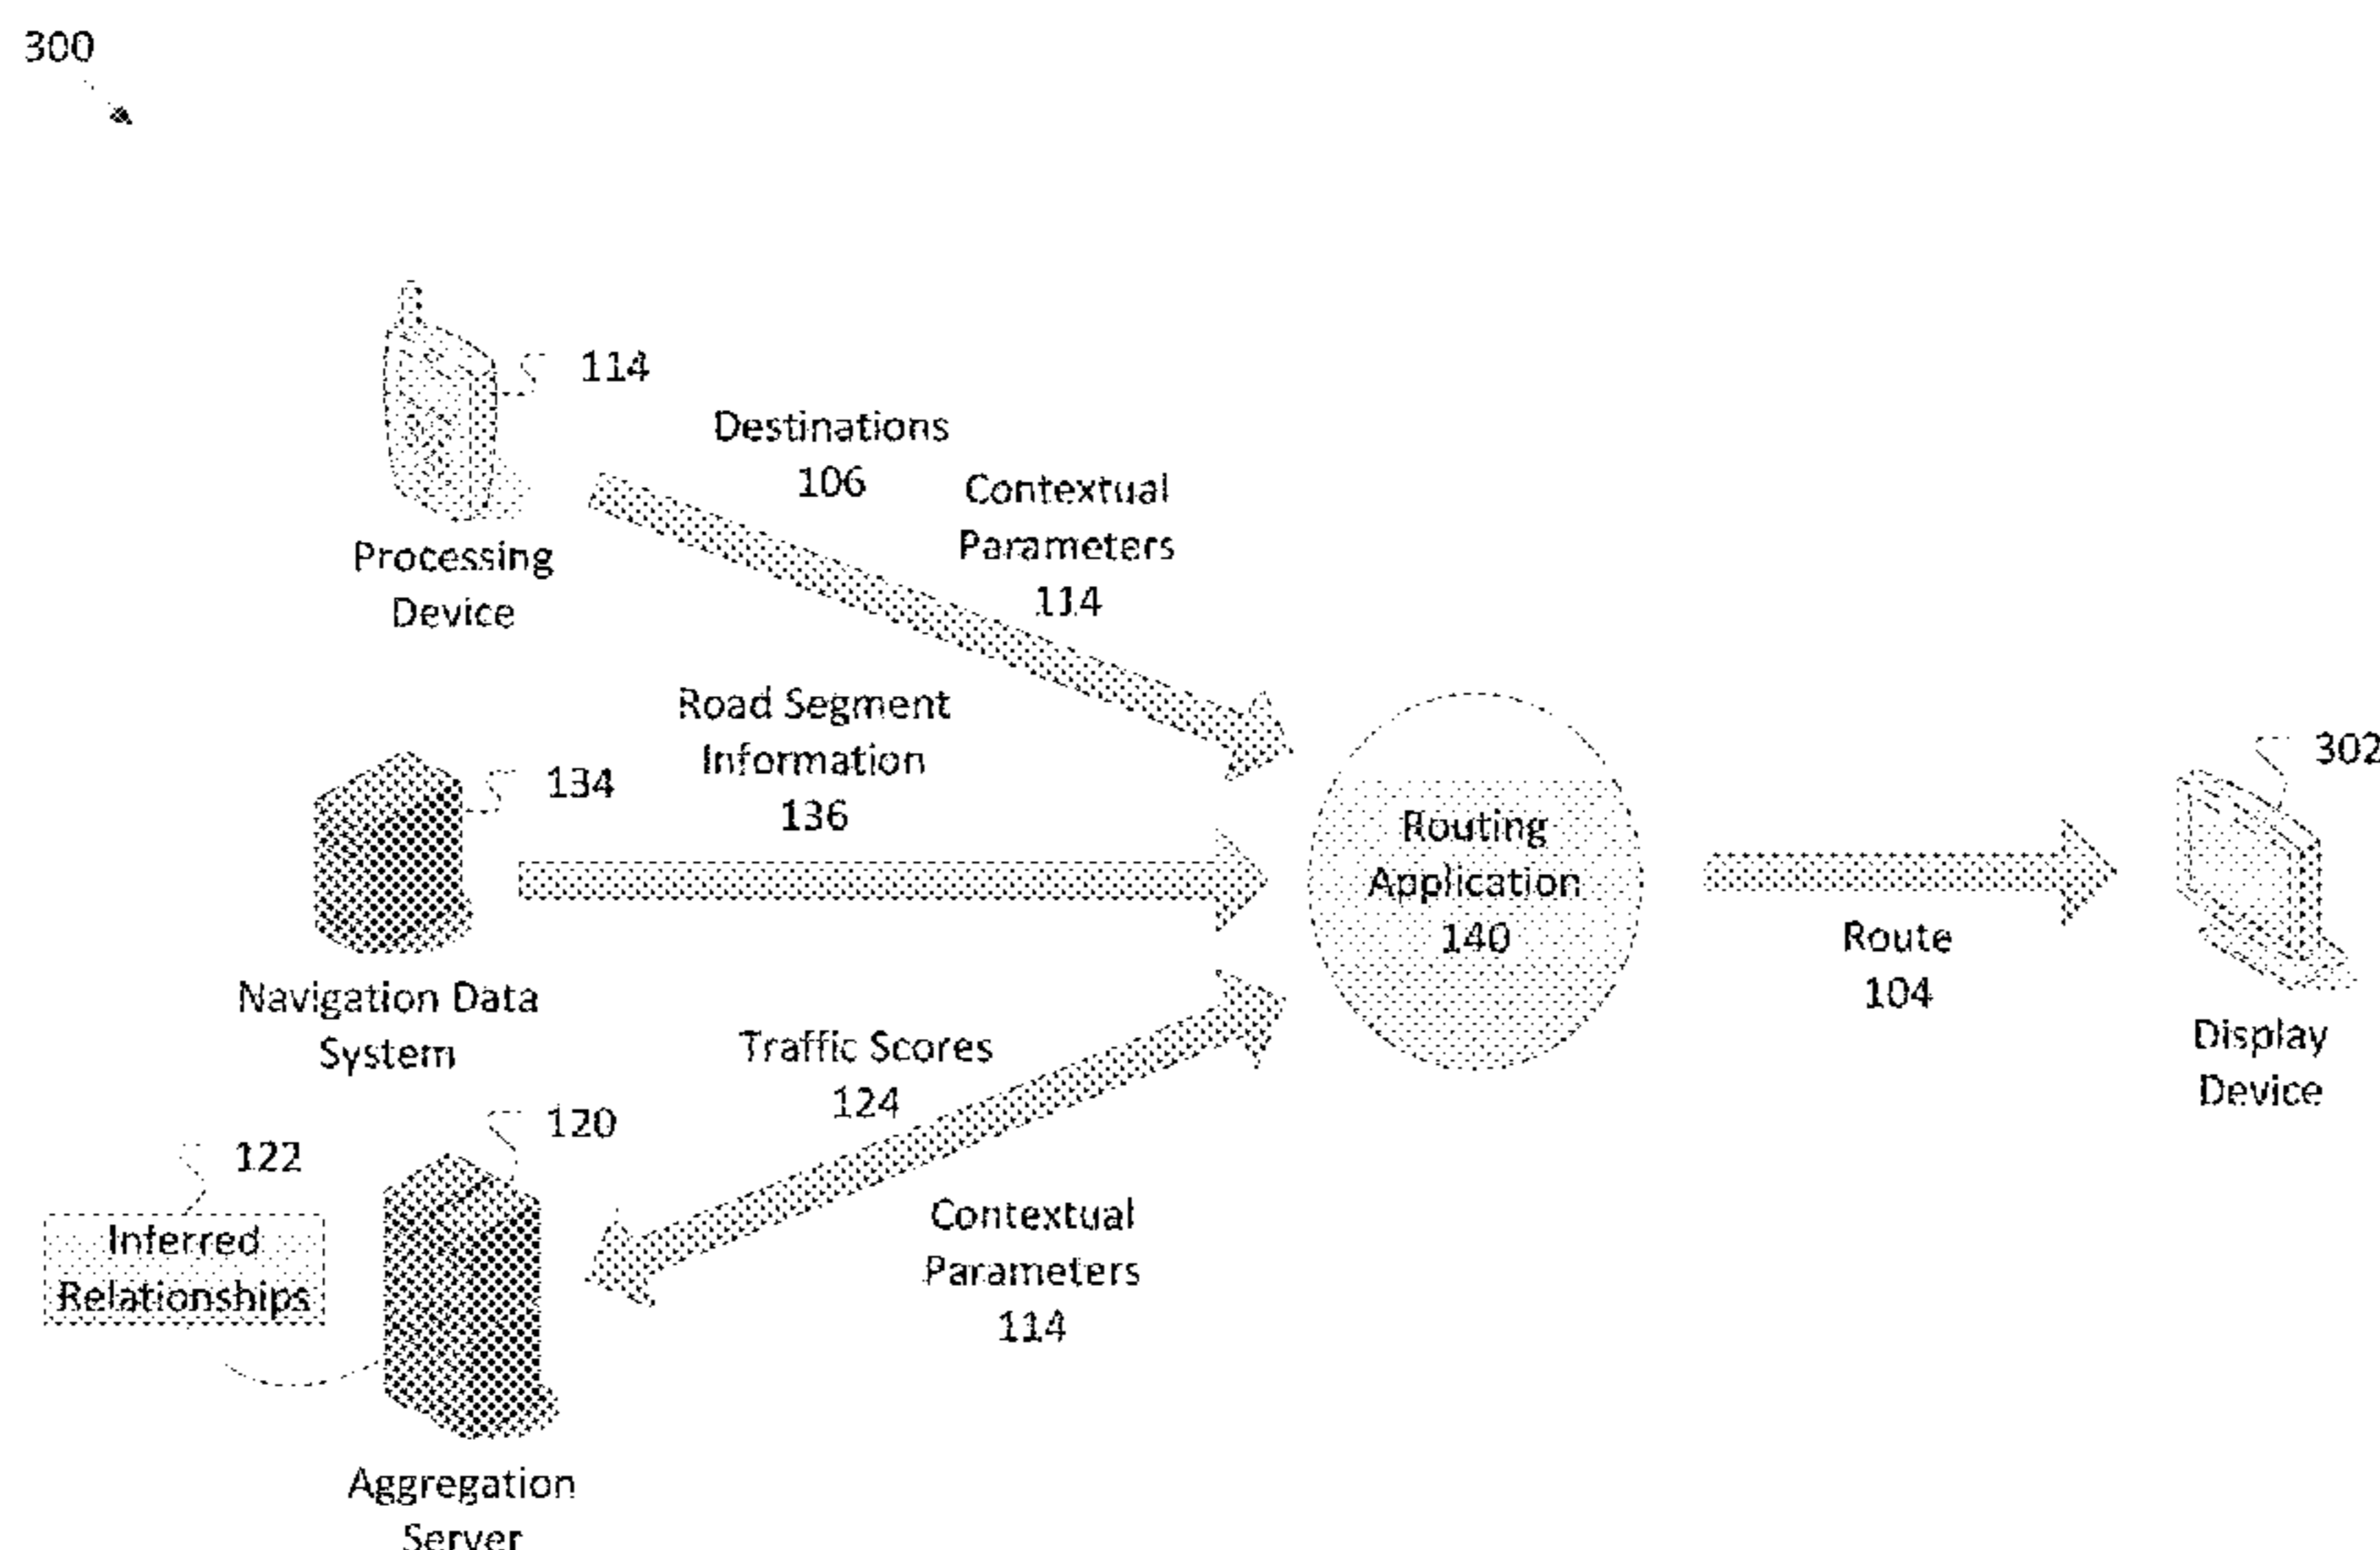 300
114
Destinations
106
Contextual
Parameters
114
Processing
Device
Road Segment
Information
136
134
Navigation Data
System
Routing
Application
140
302
Route
104
Display
Device
Traffic Scores
124
Contextual
Parameters
114
120
122
Inferred
Relationships
Aggregation
Server